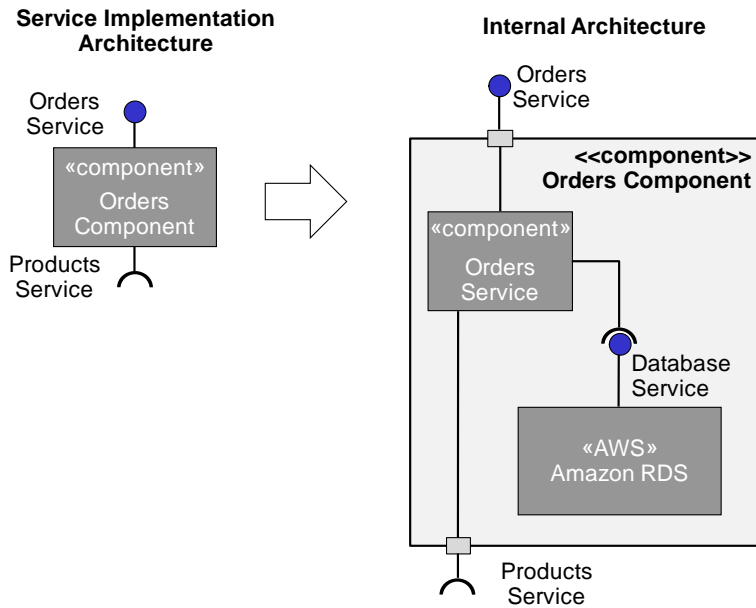 Service Implementation
Architecture
Orders
Service
«component»
Orders
Component
Products
Service
Internal Architecture
Orders
Service
<<component>>
Orders Component
«component»
Orders
Service
Database
Service
«AWS»
Amazon RDS
Products
Service